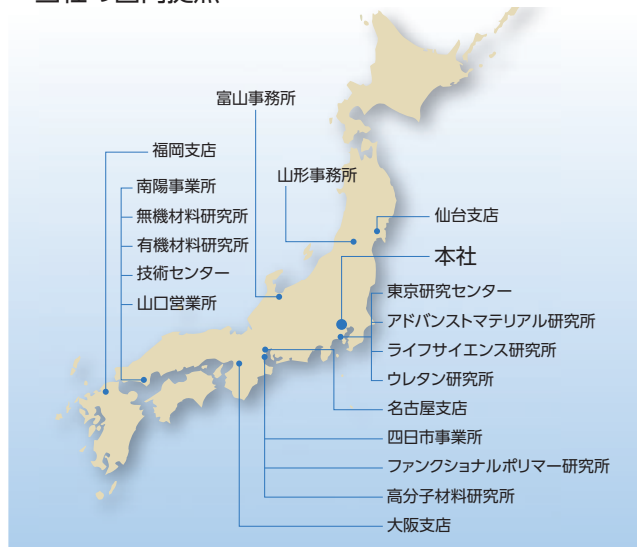 富山事務所
福岡支店
山形事務所
南陽事業所
無機材料研究所
有機材料研究所
技術センター
山口営業所
仙台支店
本社
東京研究センター
アドバンストマテリアル研究所
ライフサイエンス研究所
ウレタン研究所
名古屋支店
四日市事業所
ファンクショナルポリマー研究所
高分子材料研究所
大阪支店